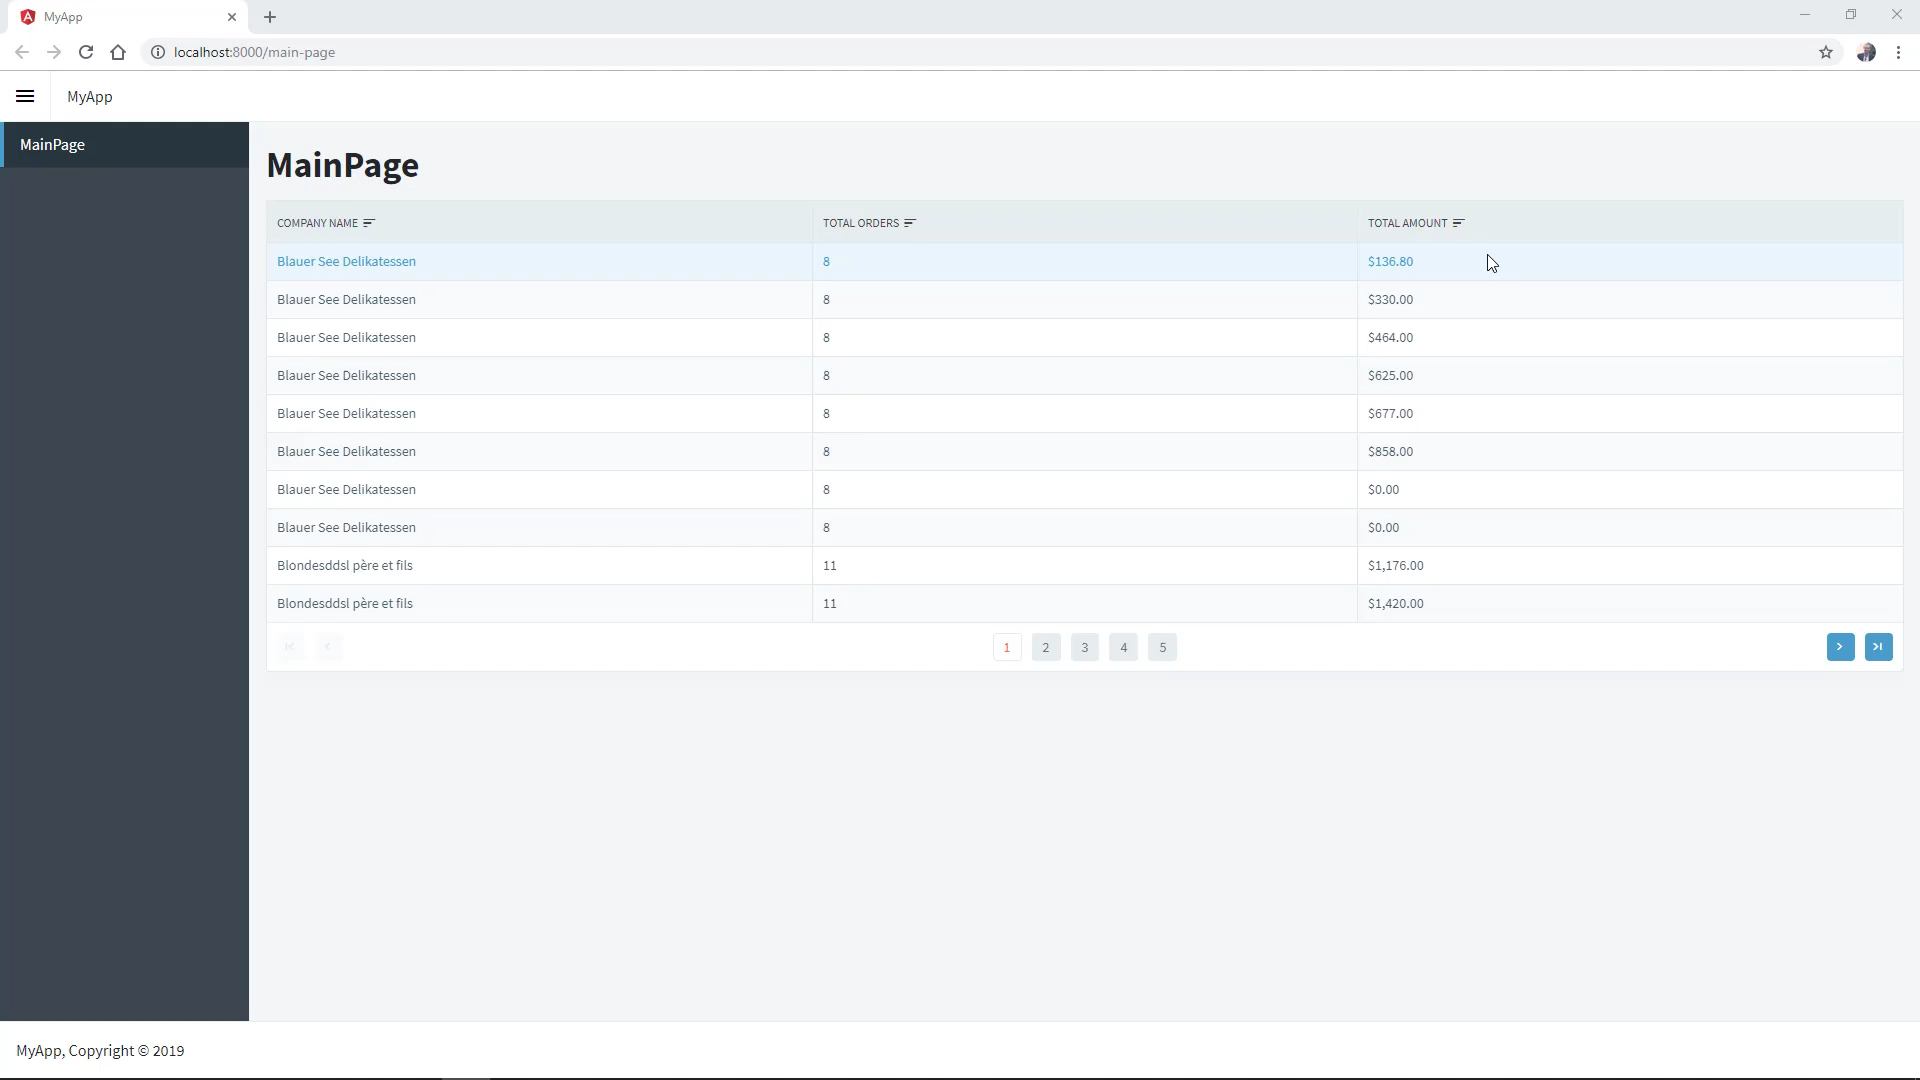 MyApp
localhost:8000/main-page
MyApp
MainPage
MainPage
COMPANY NAME TOTAL ORDERS TOTAL AMOUNT
Blauer See Delikatessen 8 $136.80
Blauer See Delikatessen 8 $330.00
Blauer See Delikatessen 8 $464.00
Blauer See Delikatessen 8 $625.00
Blauer See Delikatessen 8 $677.00
Blauer See Delikatessen 8 $858.00
Blauer See Delikatessen 8 $0.00
Blauer See Delikatessen 8 $0.00
Blondesddsl père et fils 11 $1,176.00
Blondesddsl père et fils 11 $1,420.00
1 2 3 4 5
MyApp, Copyright © 2019